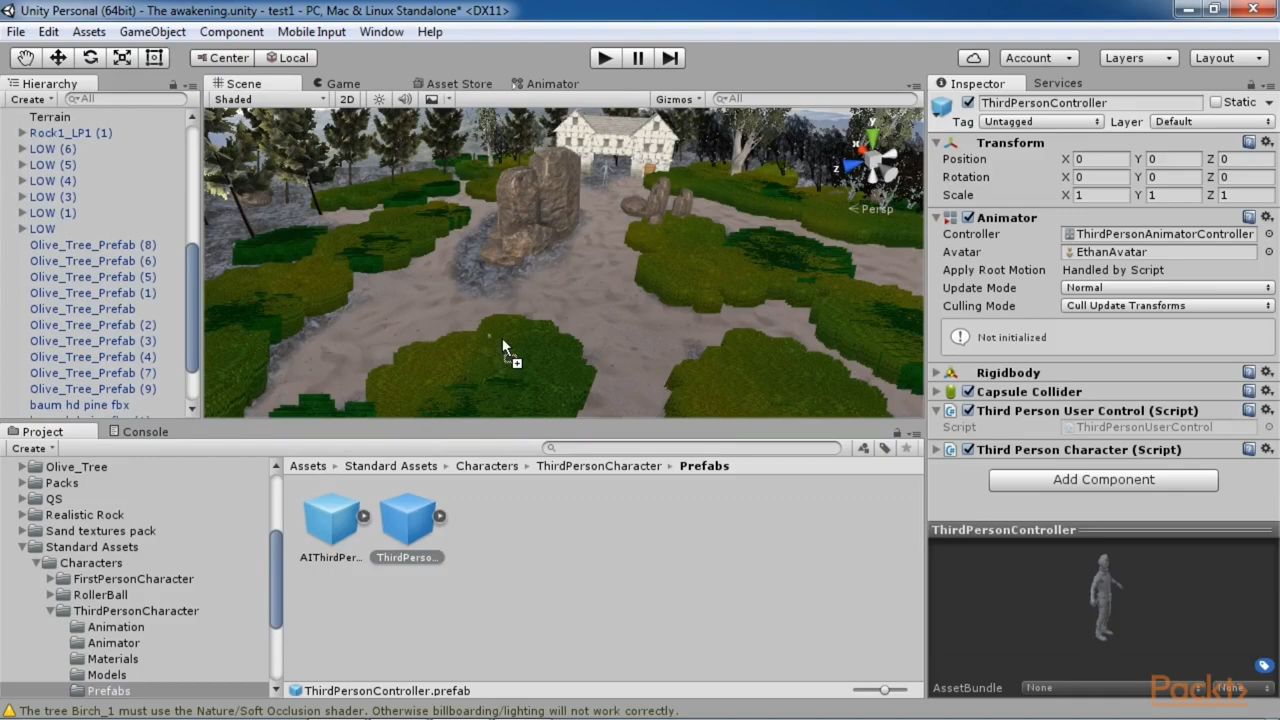 Unity Personal (64bit) - The awakening.unity - test1 - PC, Mac & Linux Standalone* <DX11>
File Edit Assets GameObject Component Mobile Input Window Help
Center Local Account Layers Layout
Hierarchy
Create All
Terrain
Rock1_LP1 (1)
LOW (6)
LOW (5)
LOW (4)
LOW (3)
LOW (1)
LOW
Olive_Tree_Prefab (8)
Olive_Tree_Prefab (6)
Olive_Tree_Prefab (5)
Olive_Tree_Prefab (1)
Olive_Tree_Prefab
Olive_Tree_Prefab (2)
Olive_Tree_Prefab (3)
Olive_Tree_Prefab (4)
Olive_Tree_Prefab (7)
Olive_Tree_Prefab (9)
baum hd pine fbx
Scene Game Asset Store Animator
Shaded 2D Gizmos All
y
x
z
Persp
Inspector Services
ThirdPersonController Static
Tag Untagged Layer Default
Transform
Position X 0 Y 0 Z 0
Rotation X 0 Y 0 Z 0
Scale X 1 Y 1 Z 1
Animator
Controller ThirdPersonAnimatorController
Avatar EthanAvatar
Apply Root Motion Handled by Script
Update Mode Normal
Culling Mode Cull Update Transforms
Not initialized
Rigidbody
Capsule Collider
Third Person User Control (Script)
Script ThirdPersonUserControl
Third Person Character (Script)
Add Component
ThirdPersonController
AssetBundle None None
Packt
Project Console
Create
Olive_Tree
Packs
QS
Realistic Rock
Sand textures pack
Standard Assets
Characters
FirstPersonCharacter
RollerBall
ThirdPersonCharacter
Animation
Animator
Materials
Models
Prefabs
Assets Standard Assets Characters ThirdPersonCharacter Prefabs
AIThirdPer... ThirdPerso...
ThirdPersonController.prefab
The tree Birch_1 must use the Nature/Soft Occlusion shader. Otherwise billboarding/lighting will not work correctly.